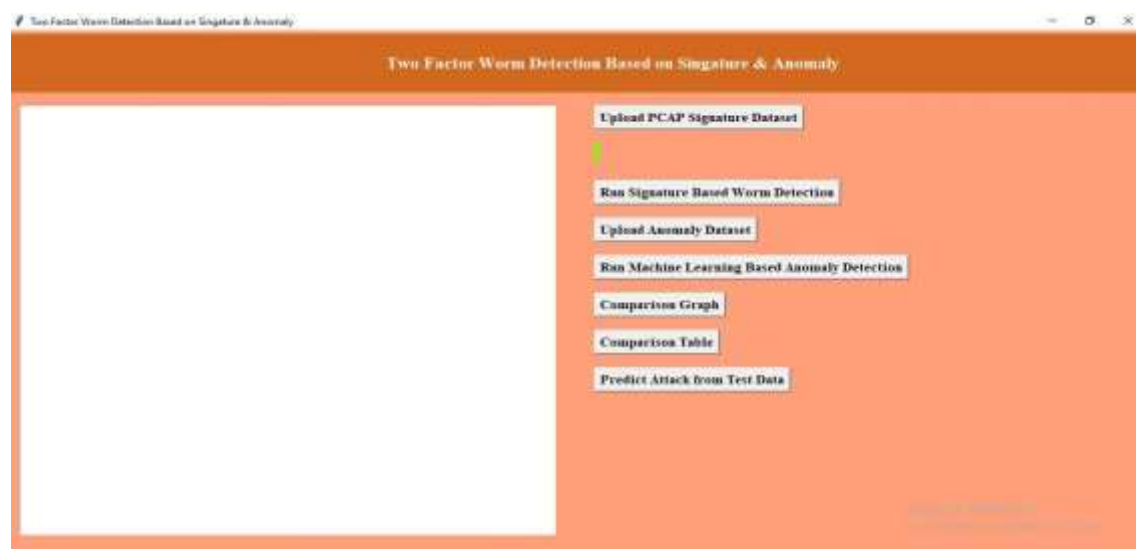 Two Factor Worm Detection Based on Singature & Anomaly
Two Factor Worm Detection Based on Singature & Anomaly
Upload PCAP Signature Dataset
Run Signature Based Worm Detection
Upload Anomaly Dataset
Run Machine Learning Based Anomaly Detection
Comparison Graph
Comparison Table
Predict Attack from Test Data